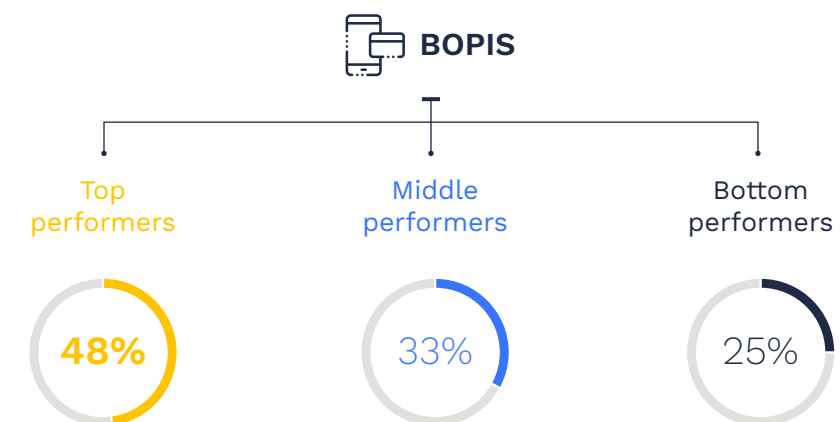 BOPIS
Top
performers
Middle
performers
Bottom
performers
48%
33%
25%